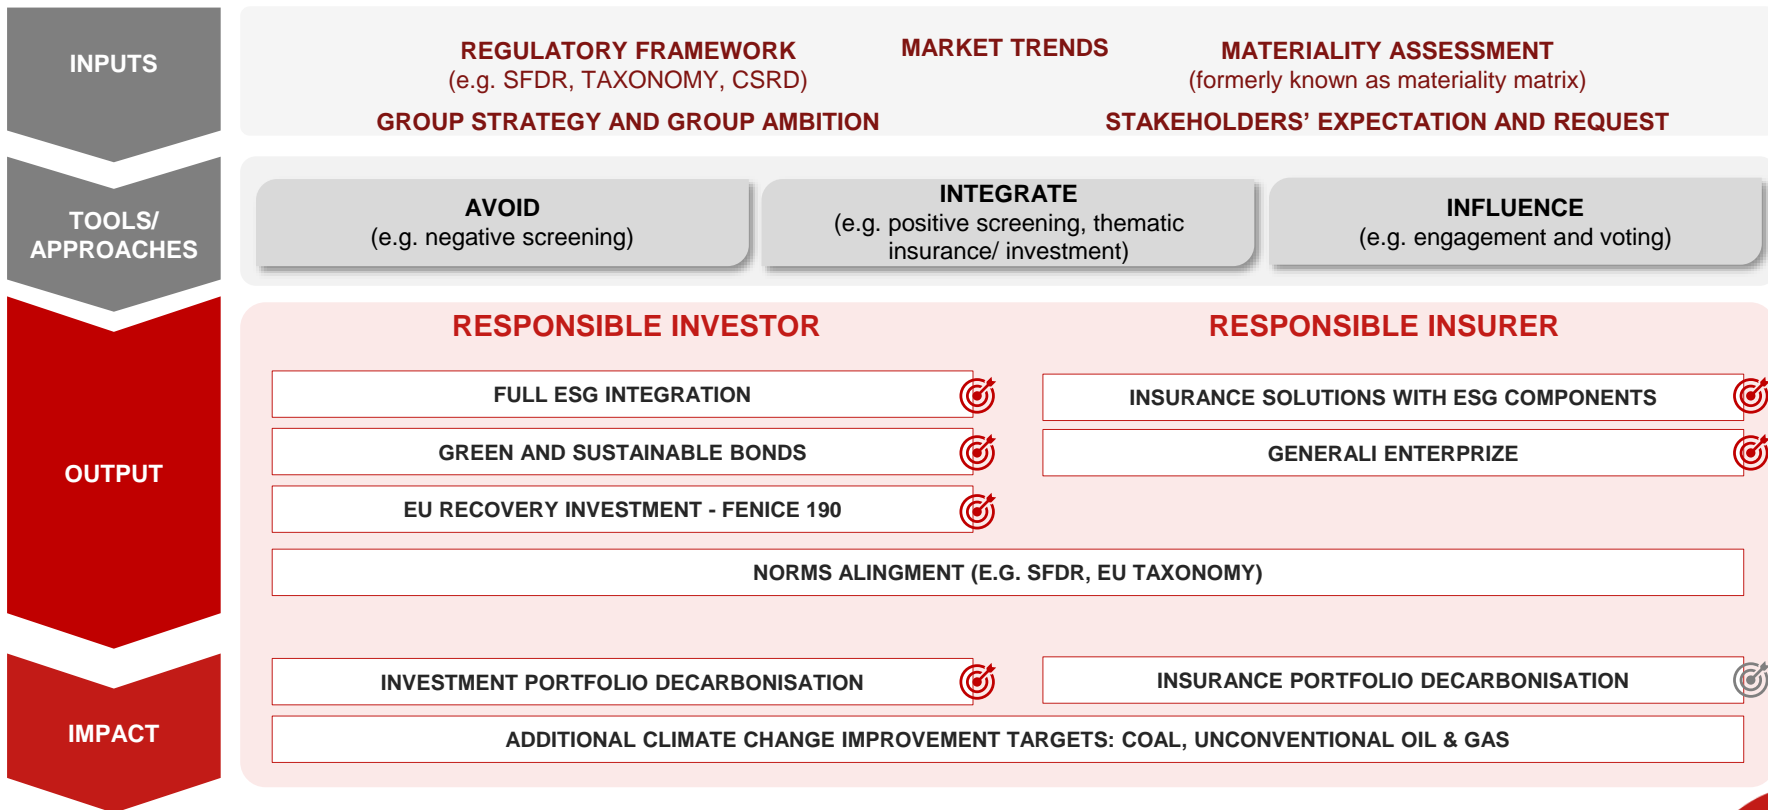 INPUTS
REGULATORY FRAMEWORK
(e.g. SFDR, TAXONOMY, CSRD)
MARKET TRENDS
MATERIALITY ASSESSMENT
(formerly known as materiality matrix)
GROUP STRATEGY AND GROUP AMBITION
STAKEHOLDERS’ EXPECTATION AND REQUEST
TOOLS/
APPROACHES
AVOID
(e.g. negative screening)
INTEGRATE
(e.g. positive screening, thematic
insurance/ investment)
INFLUENCE
(e.g. engagement and voting)
OUTPUT
RESPONSIBLE INVESTOR
RESPONSIBLE INSURER
FULL ESG INTEGRATION
INSURANCE SOLUTIONS WITH ESG COMPONENTS
GREEN AND SUSTAINABLE BONDS
GENERALI ENTERPRIZE
EU RECOVERY INVESTMENT - FENICE 190
NORMS ALINGMENT (E.G. SFDR, EU TAXONOMY)
IMPACT
INVESTMENT PORTFOLIO DECARBONISATION
INSURANCE PORTFOLIO DECARBONISATION
ADDITIONAL CLIMATE CHANGE IMPROVEMENT TARGETS: COAL, UNCONVENTIONAL OIL & GAS